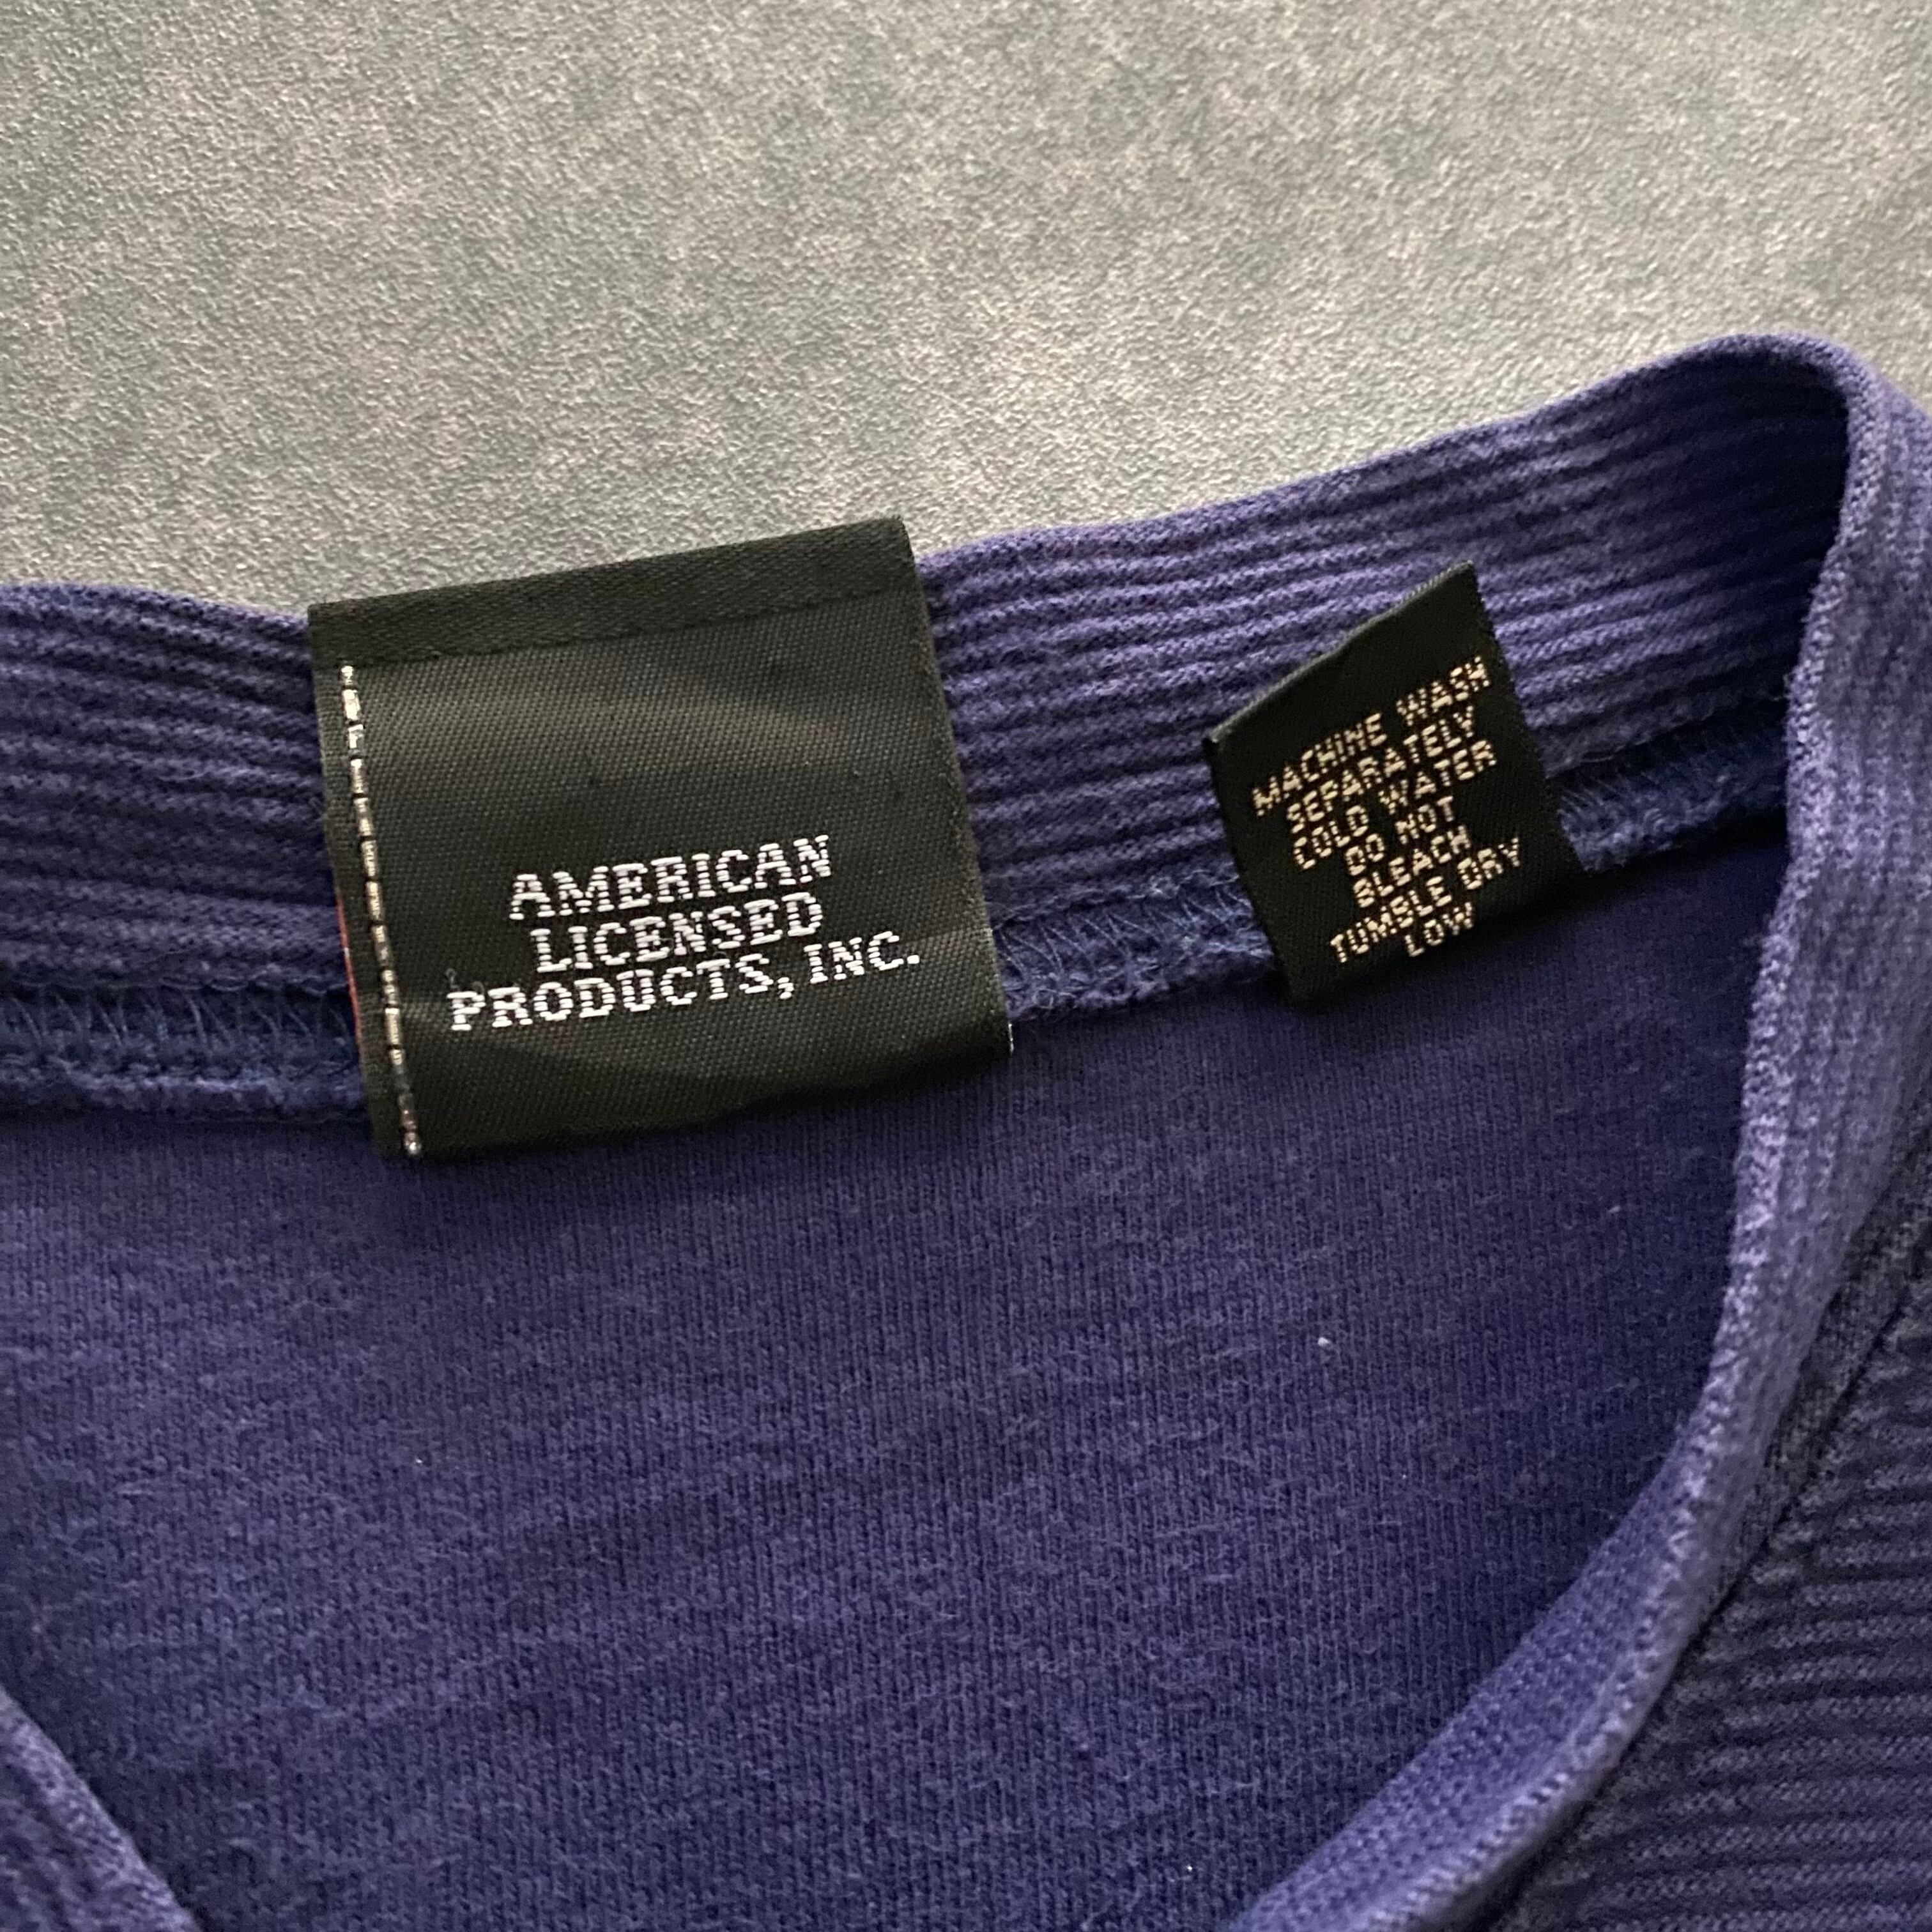 AMERICAN
LICENSED
PRODUCTS, INC.
MACHINE WASH
SEPARATELY
COLD WATER
DO NOT
BLEACH
TUMBLE DRY
LOW